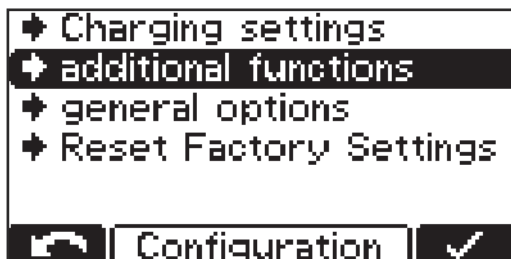 Charging settings
additional functions
general options
Reset Factory Settings
Configuration